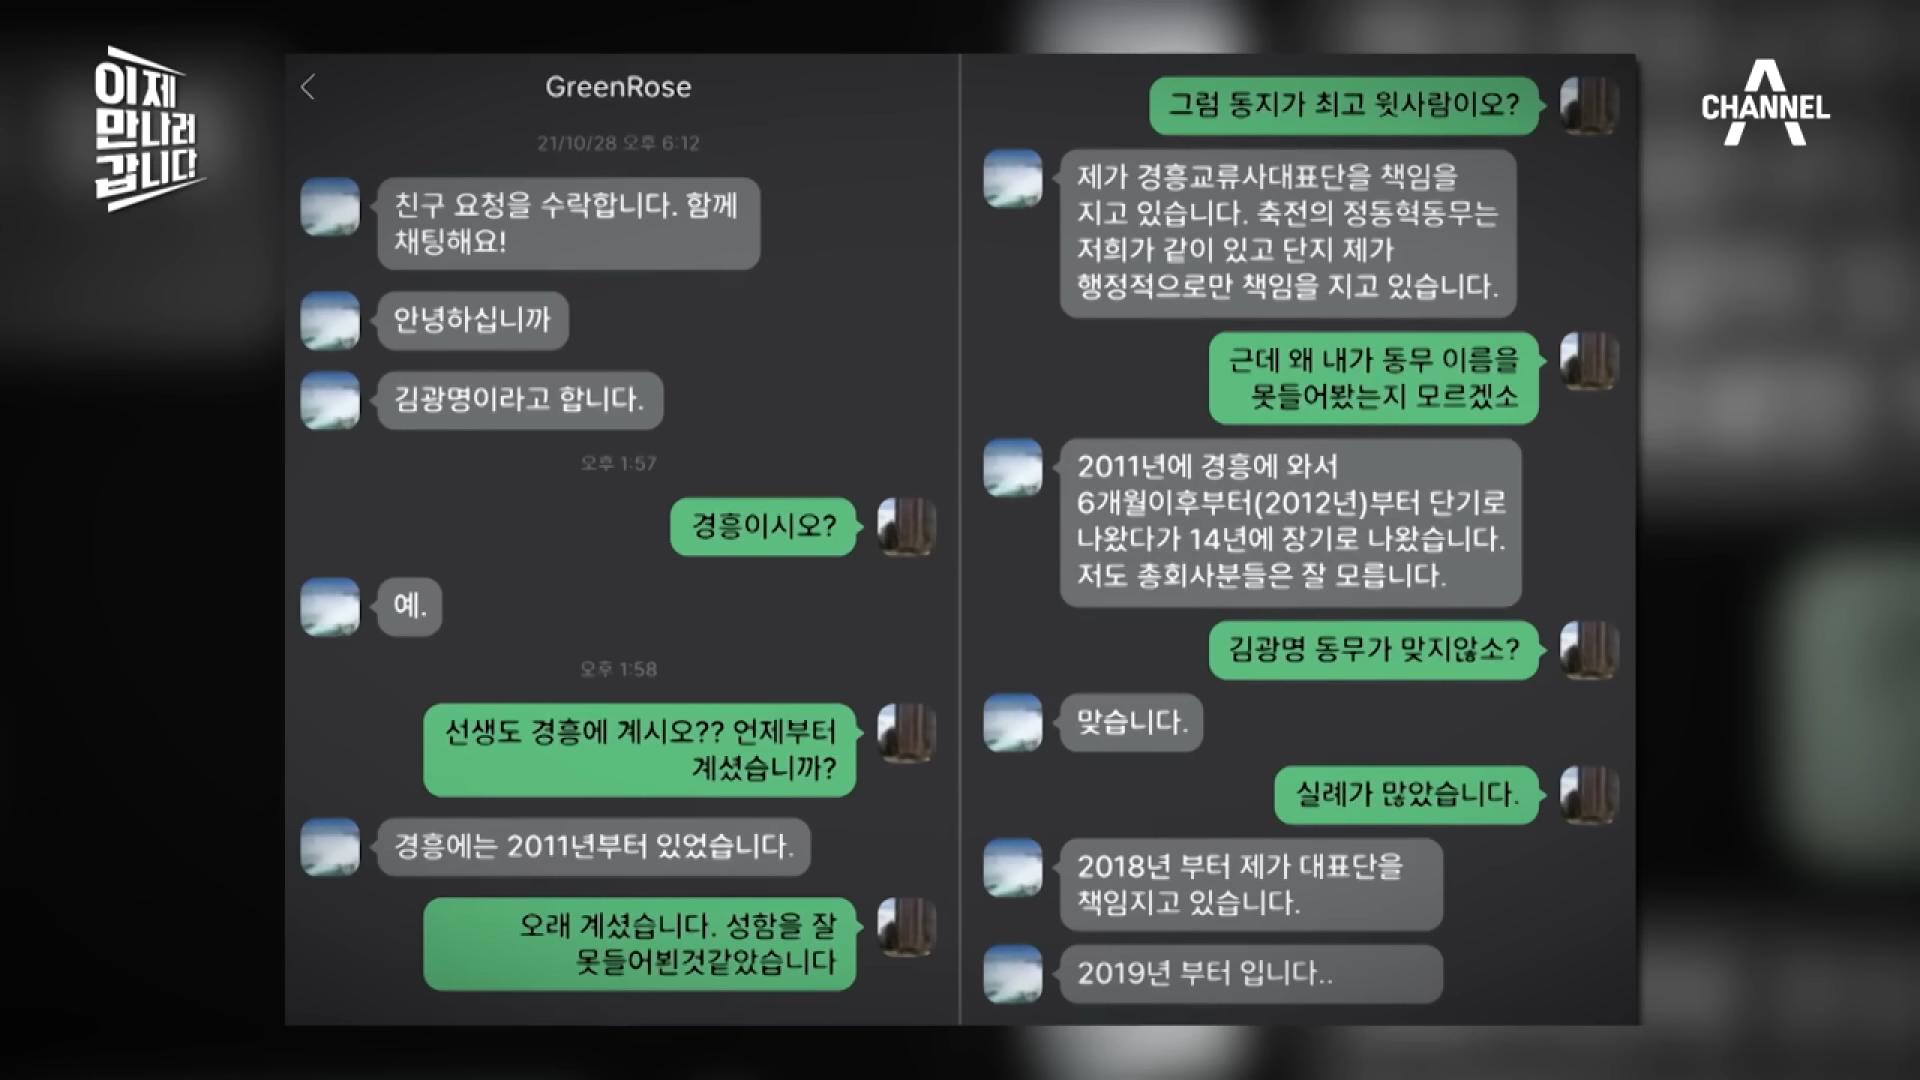 이제
만나러
갑니다
CHANNEL
A
GreenRose
21/10/28 오후 6:12
친구 요청을 수락합니다. 함께
채팅해요!
안녕하십니까
김광명이라고 합니다.
오후 1:57
경흥이시오?
예.
오후 1:58
선생도 경흥에 계시오?? 언제부터
계셨습니까?
경흥에는 2011년부터 있었습니다.
오래 계셨습니다. 성함을 잘
못들어뵌것같았습니다
그럼 동지가 최고 윗사람이오?
제가 경흥교류사대표단을 책임을
지고 있습니다. 축전의 정동혁동무는
저희가 같이 있고 단지 제가
행정적으로만 책임을 지고 있습니다.
근데 왜 내가 동무 이름을
못들어봤는지 모르겠소
2011년에 경흥에 와서
6개월이후부터(2012년)부터 단기로
나왔다가 14년에 장기로 나왔습니다.
저도 총회사분들은 잘 모릅니다.
김광명 동무가 맞지않소?
맞습니다.
실례가 많았습니다.
2018년 부터 제가 대표단을
책임지고 있습니다.
2019년 부터 입니다..